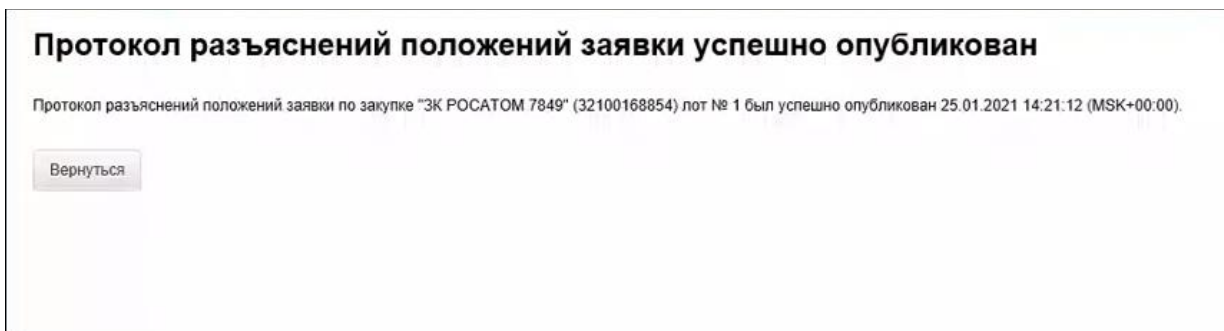 Протокол разъяснений положений заявки успешно опубликован
Протокол разъяснений положений заявки по закупке "ЗК РОСАТОМ 7849" (32100168854) лот № 1 был успешно опубликован 25.01.2021 14:21:12 (MSK+00:00).
Вернуться